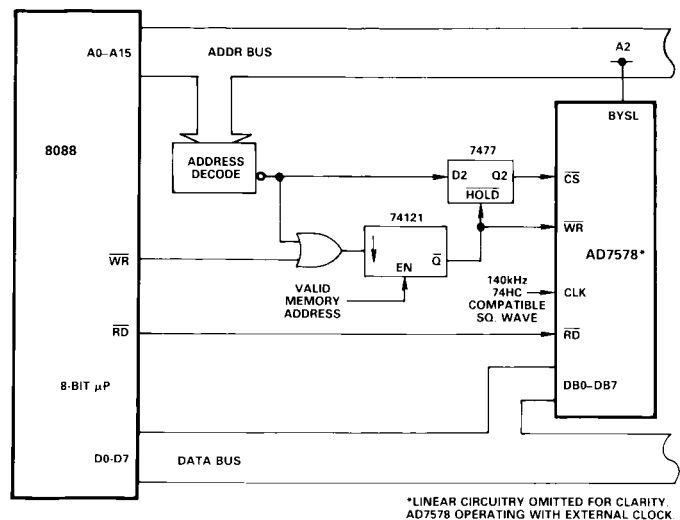 A0–A15
ADDR BUS
A2
BYSL
8088
ADDRESS
DECODE
7477
D2 Q2
HOLD
CS
74121
WR
AD7578*
WR
EN
Q
140kHz
74HC
COMPATIBLE
SQ. WAVE
CLK
VALID
MEMORY
ADDRESS
RD
RD
8-BIT μP
DB0–DB7
D0-D7
DATA BUS
*LINEAR CIRCUITRY OMITTED FOR CLARITY.
AD7578 OPERATING WITH EXTERNAL CLOCK.